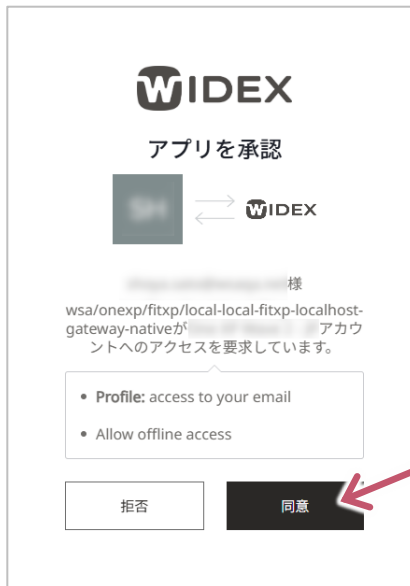 WIDEX
アプリを承認
WIDEX
様
wsa/onexp/fitxp/local-local-fitxp-localhost-
gateway-nativeが アカウ
ントへのアクセスを要求しています。
• Profile: access to your email
• Allow offline access
拒否
同意